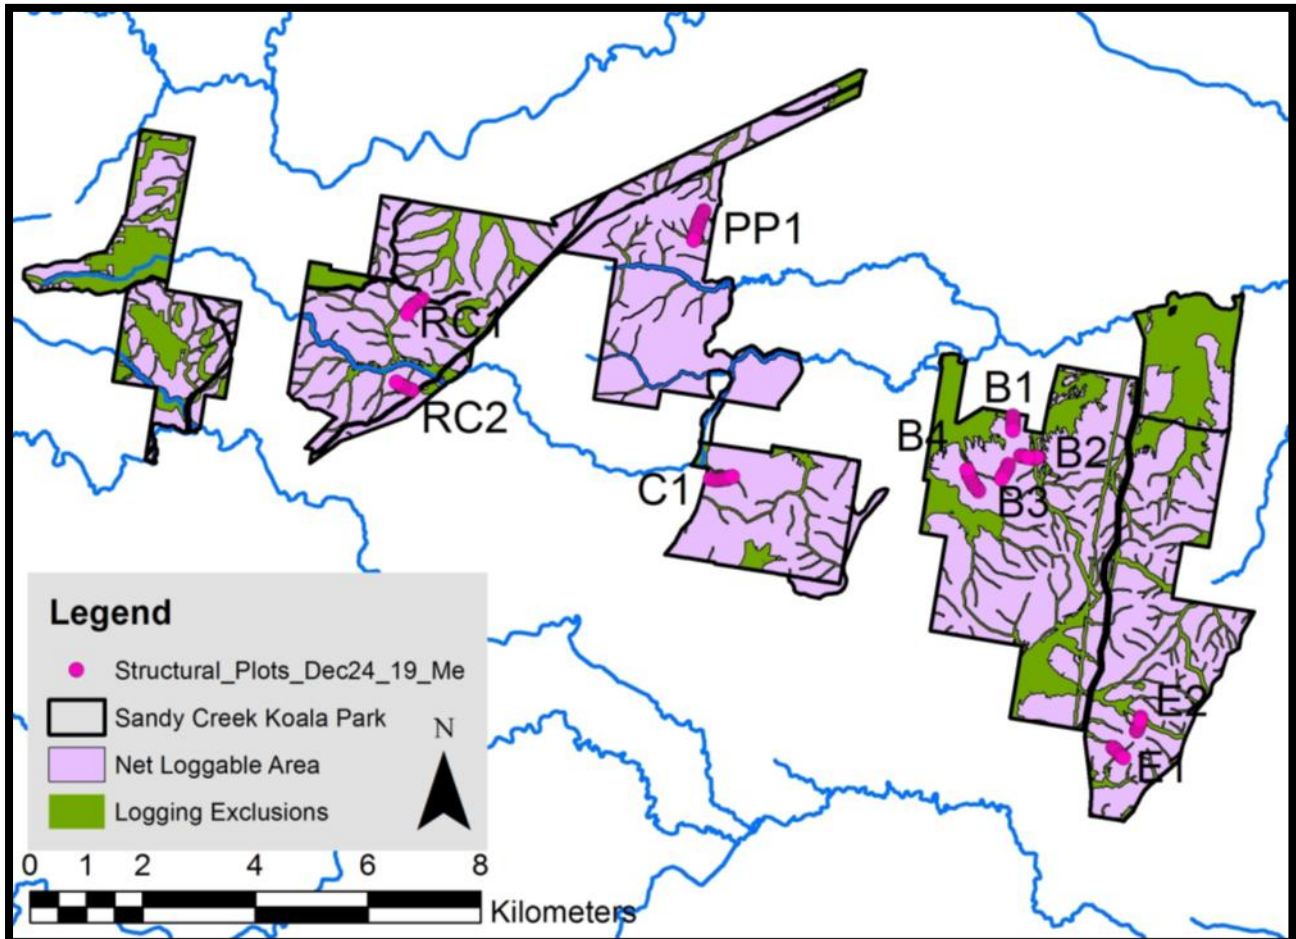 PP1
RC1
RC2
B1
B4
B2
C1
B3
E2
E1
Legend
Structural_Plots_Dec24_19_Me
Sandy Creek Koala Park
N
Net Loggable Area
Logging Exclusions
0 1 2 4 6 8
Kilometers